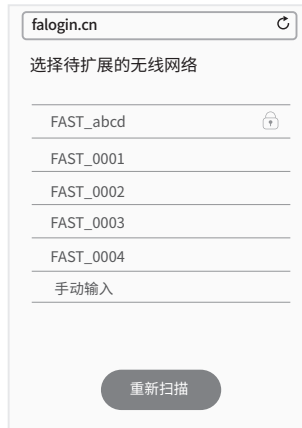 falogin.cn
选择待扩展的无线网络
FAST_abcd
FAST_0001
FAST_0002
FAST_0003
FAST_0004
手动输入
重新扫描